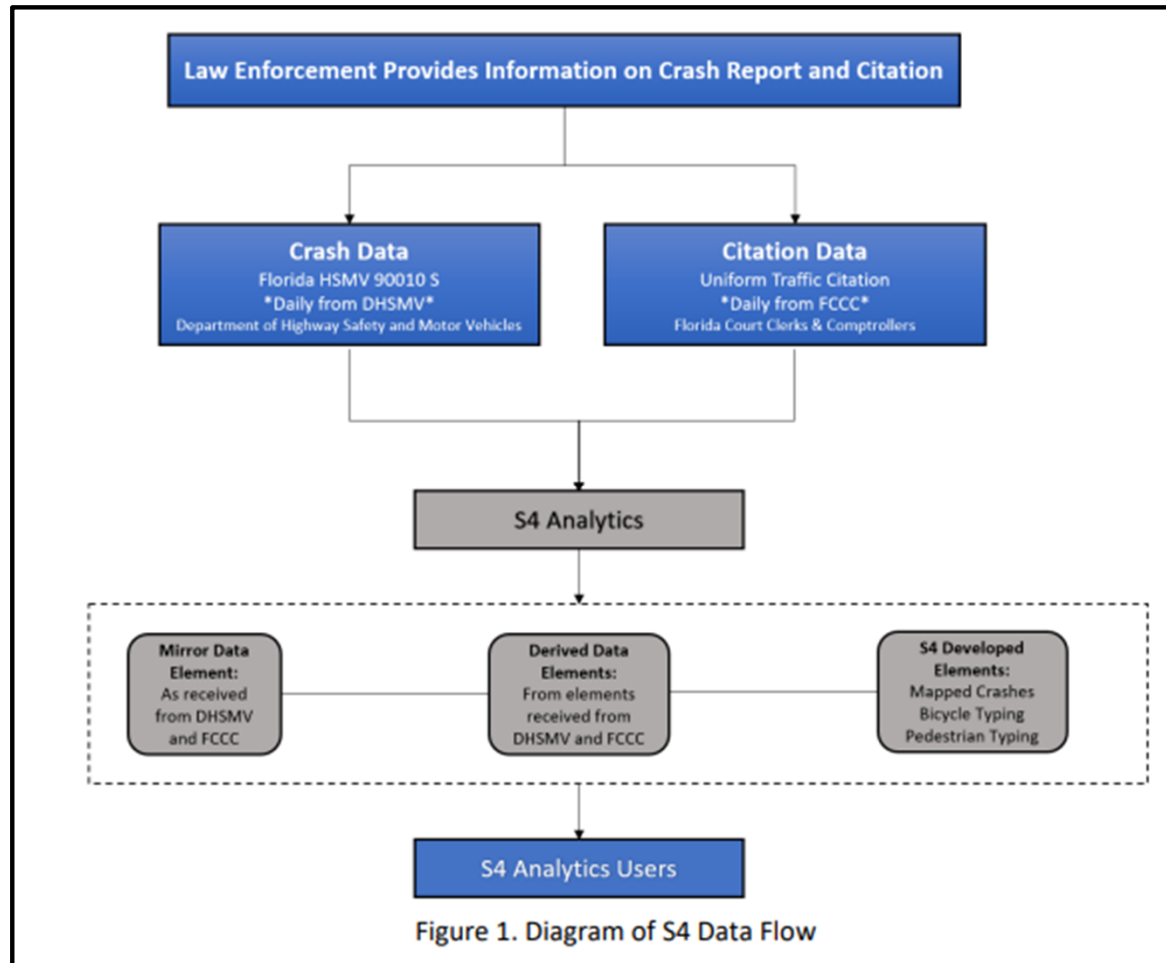 Law Enforcement Provides Information on Crash Report and Citation
Crash Data
Florida HSMV 90010 S
*Daily from DHSMV*
Department of Highway Safety and Motor Vehicles
Citation Data
Uniform Traffic Citation
*Daily from FCCC*
Florida Court Clerks & Comptrollers
S4 Analytics
Mirror Data
Element:
As received
from DHSMV
and FCCC
Derived Data
Elements:
From elements
received from
DHSMV and FCCC
S4 Developed
Elements:
Mapped Crashes
Bicycle Typing
Pedestrian Typing
S4 Analytics Users
Figure 1. Diagram of S4 Data Flow